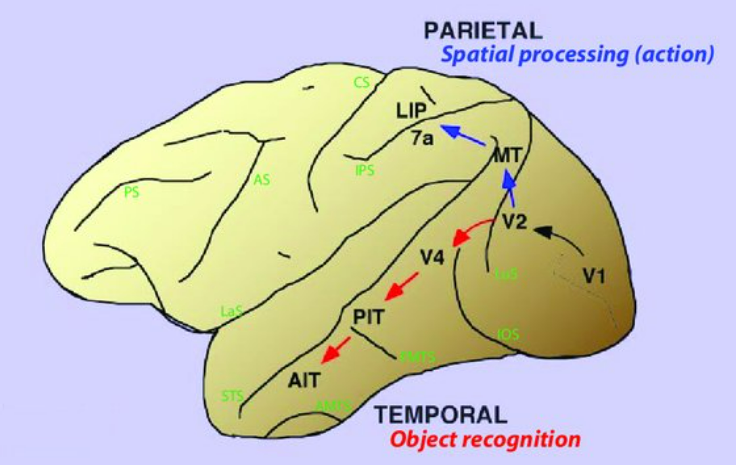 PARIETAL
Spatial processing (action)
CS
LIP
7a
MT
IPS
PS
AS
V2
V4
V1
LuS
LaS
PIT
IOS
PMTS
AIT
STS
AMTS
TEMPORAL
Object recognition